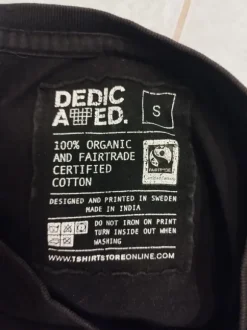 DEDIC
ATED.
S
100% ORGANIC
AND FAIRTRADE
CERTIFIED
COTTON
DESIGNED AND PRINTED IN SWEDEN
MADE IN INDIA
DO NOT IRON ON PRINT
TURN INSIDE OUT WHEN
WASHING
WWW.TSHIRTSTOREONLINE.COM